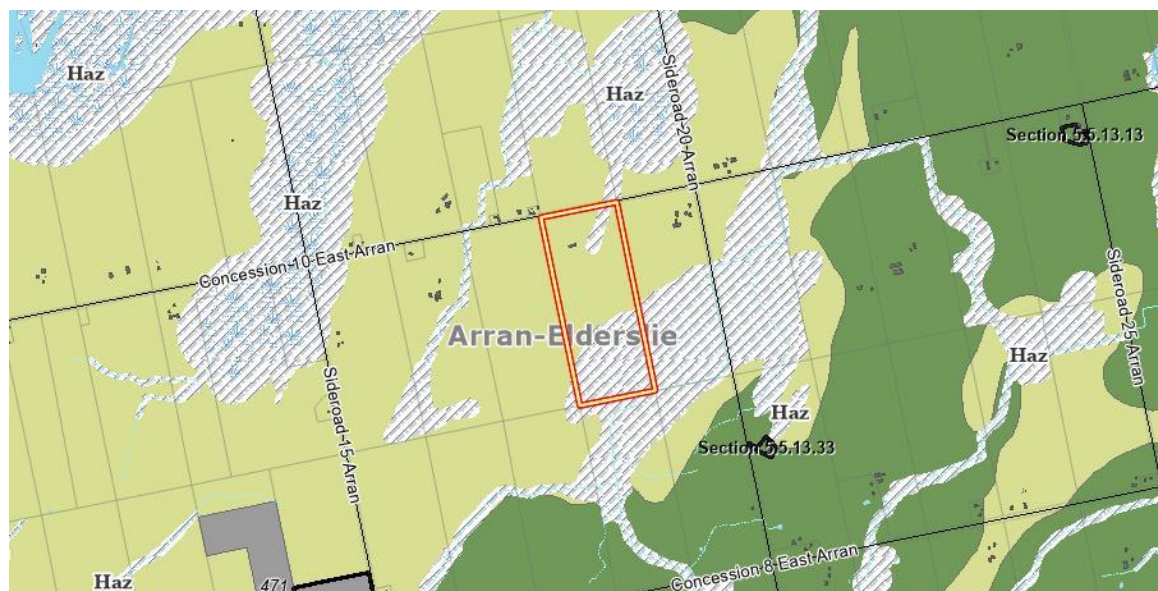 Haz
Haz
Sideroad-20-Arran
Section 5.5.13.13
Haz
Concession-10-East-Arran
Sideroad-25-Arran
Arran-Elderslie
Haz
Sideroad-15-Arran
Haz
Section 5.5.13.33
Haz
471
Concession-8-East-Arran